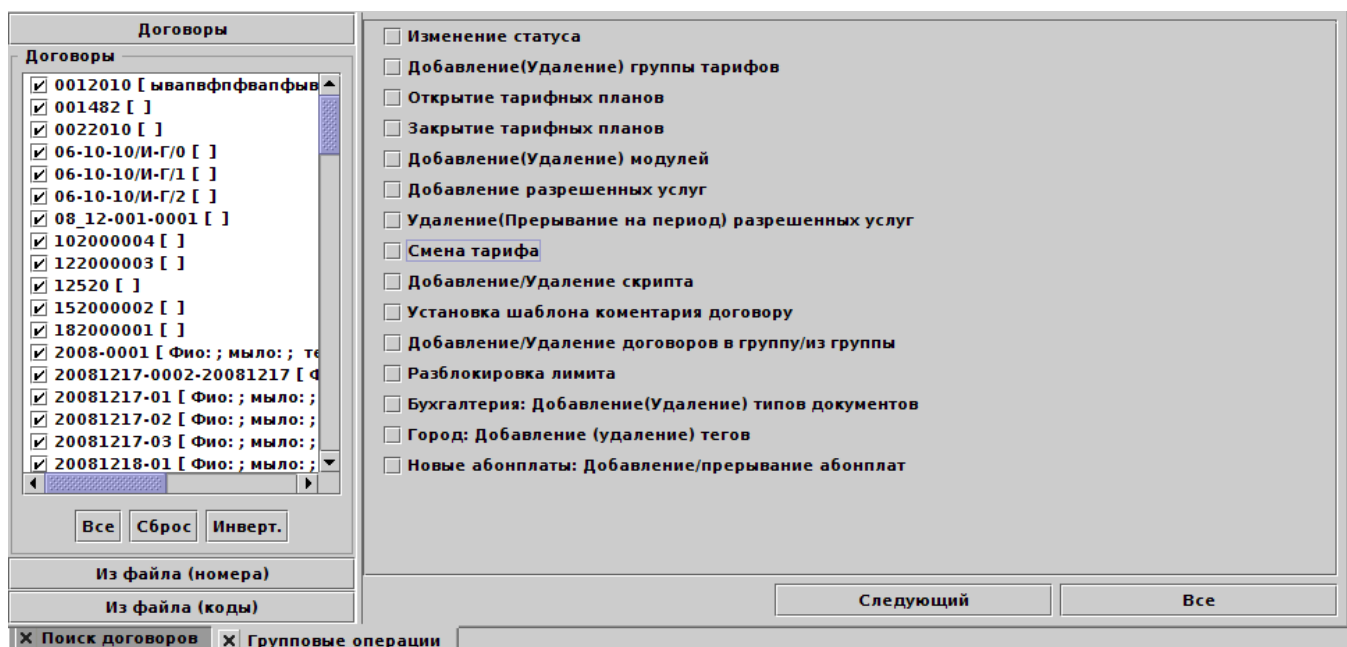 Договоры
Договоры
0012010 [ ывапвфпфвапфыв
001482 [ ]
0022010 [ ]
06-10-10/И-Г/0 [ ]
06-10-10/И-Г/1 [ ]
06-10-10/И-Г/2 [ ]
08_12-001-0001 [ ]
102000004 [ ]
122000003 [ ]
12520 [ ]
152000002 [ ]
182000001 [ ]
2008-0001 [ Фио: ; мыло: ; те
20081217-0002-20081217 [ Ф
20081217-01 [ Фио: ; мыло: ;
20081217-02 [ Фио: ; мыло: ;
20081217-03 [ Фио: ; мыло: ;
20081218-01 [ Фио: ; мыло: ;
Все Сброс Инверт.
Из файла (номера)
Из файла (коды)
Изменение статуса
Добавление(Удаление) группы тарифов
Открытие тарифных планов
Закрытие тарифных планов
Добавление(Удаление) модулей
Добавление разрешенных услуг
Удаление(Прерывание на период) разрешенных услуг
Смена тарифа
Добавление/Удаление скрипта
Установка шаблона коментария договору
Добавление/Удаление договоров в группу/из группы
Разблокировка лимита
Бухгалтерия: Добавление(Удаление) типов документов
Город: Добавление (удаление) тегов
Новые абонплаты: Добавление/прерывание абонплат
Следующий Все
X Поиск договоров X Групповые операции